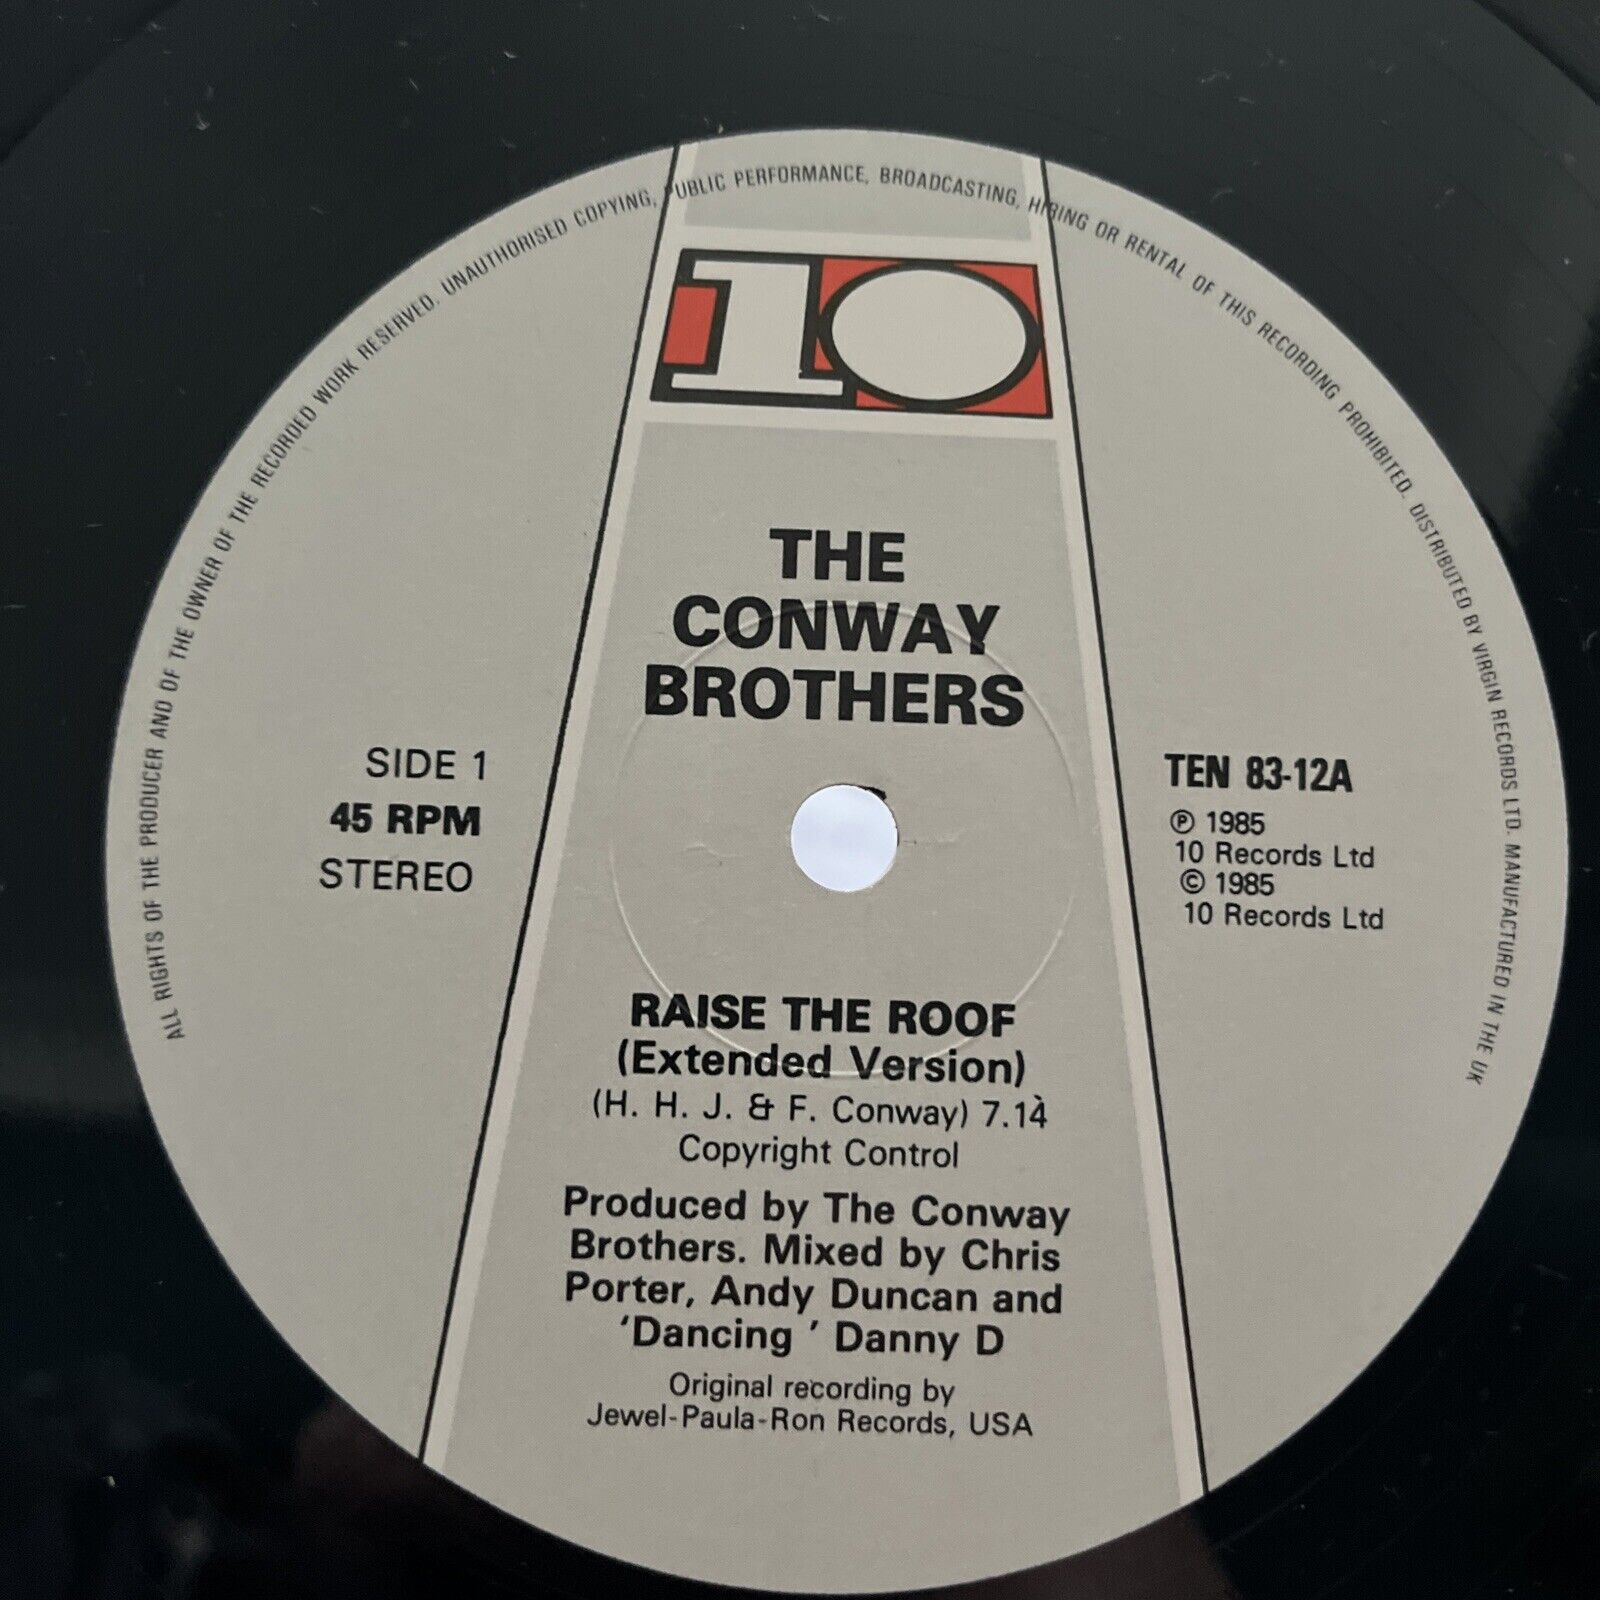 ALL RIGHTS OF THE PRODUCER AND OF THE OWNER OF THE RECORDED WORK RESERVED. UNAUTHORISED COPYING, PUBLIC PERFORMANCE, BROADCASTING, HIRING OR RENTAL OF THIS RECORDING PROHIBITED. DISTRIBUTED BY VIRGIN RECORDS LTD. MANUFACTURED IN THE UK
10
THE
CONWAY
BROTHERS
SIDE 1
45 RPM
STEREO
TEN 83-12A
℗ 1985
10 Records Ltd
© 1985
10 Records Ltd
RAISE THE ROOF
(Extended Version)
(H. H. J. & F. Conway) 7.14
Copyright Control
Produced by The Conway
Brothers. Mixed by Chris
Porter, Andy Duncan and
‘Dancing ’ Danny D
Original recording by
Jewel-Paula-Ron Records, USA